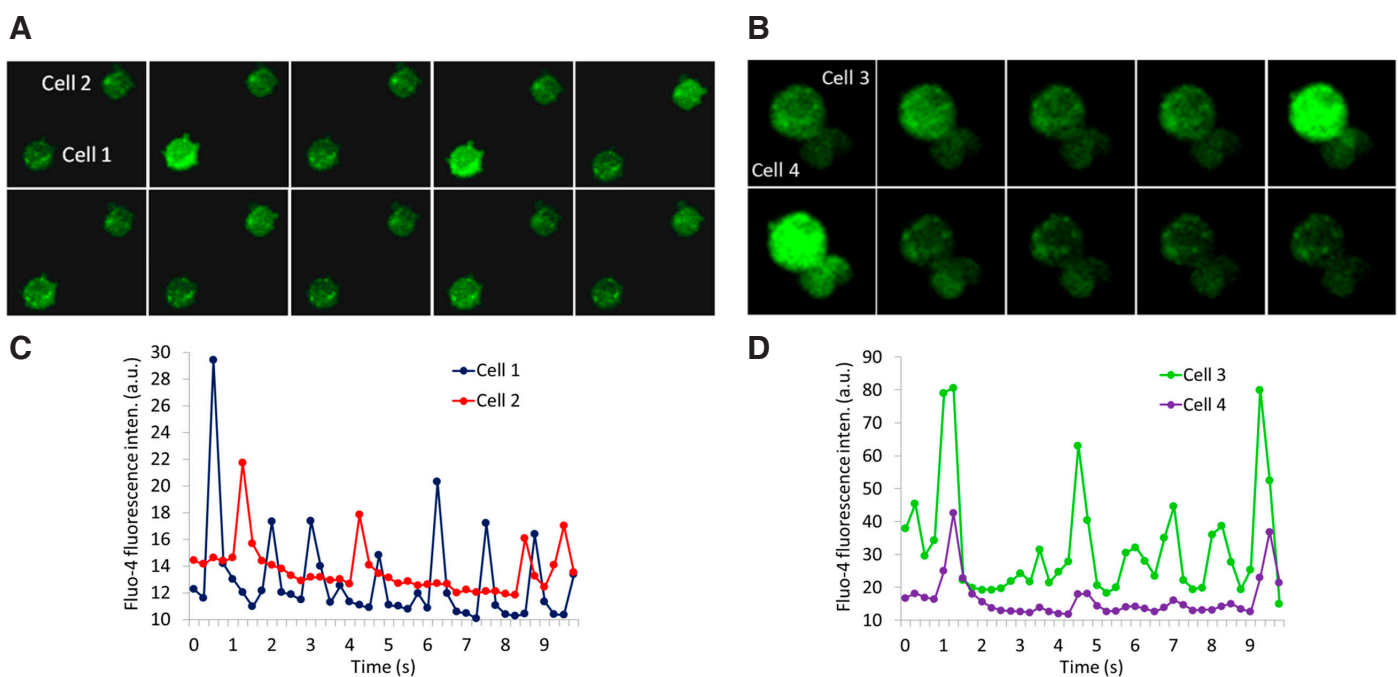 A
B
Cell 2
Cell 1
Cell 3
Cell 4
C
Fluo-4 fluorescence inten. (a.u.)
30
28
26
24
22
20
18
16
14
12
10
Cell 1
Cell 2
0 1 2 3 4 5 6 7 8 9
Time (s)
D
Fluo-4 fluorescence inten. (a.u.)
90
80
70
60
50
40
30
20
10
Cell 3
Cell 4
0 1 2 3 4 5 6 7 8 9
Time (s)